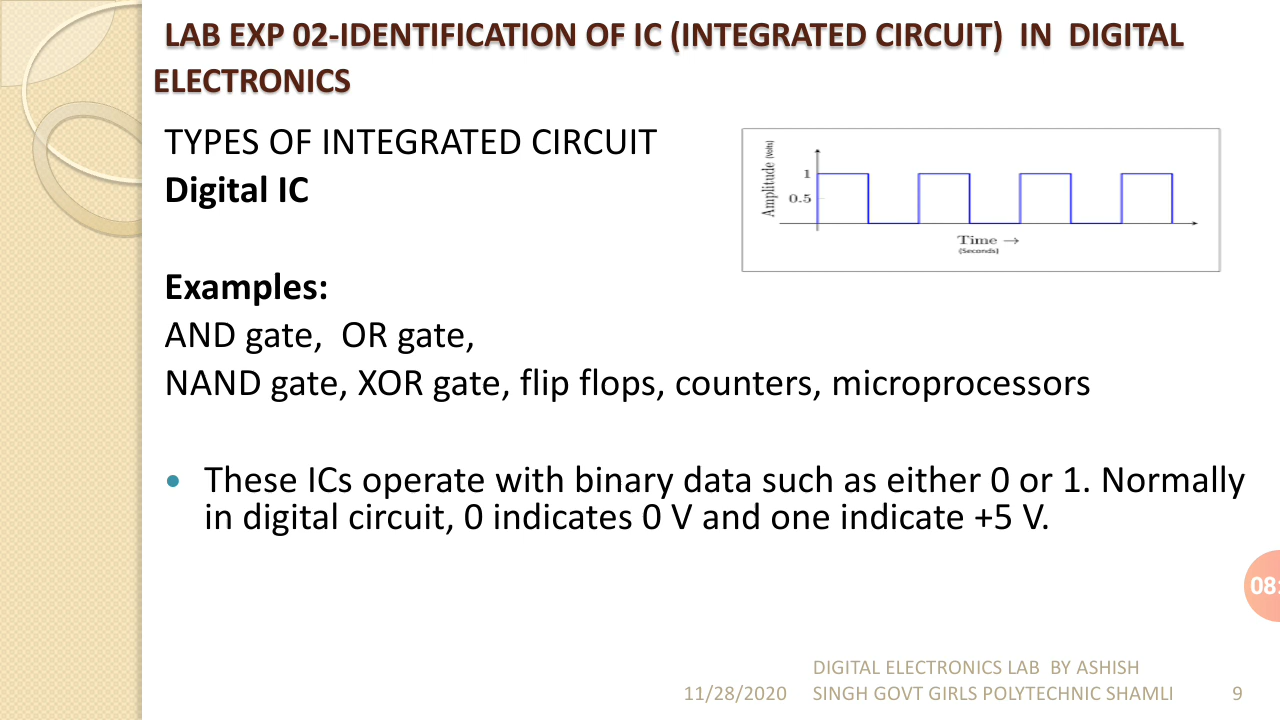 LAB EXP 02-IDENTIFICATION OF IC (INTEGRATED CIRCUIT) IN DIGITAL
ELECTRONICS
TYPES OF INTEGRATED CIRCUIT
Digital IC
Amplitude (Volts)
1
0.5
Time →
(Seconds)
Examples:
AND gate, OR gate,
NAND gate, XOR gate, flip flops, counters, microprocessors
• These ICs operate with binary data such as either 0 or 1. Normally
in digital circuit, 0 indicates 0 V and one indicate +5 V.
08:
DIGITAL ELECTRONICS LAB BY ASHISH
11/28/2020 SINGH GOVT GIRLS POLYTECHNIC SHAMLI 9